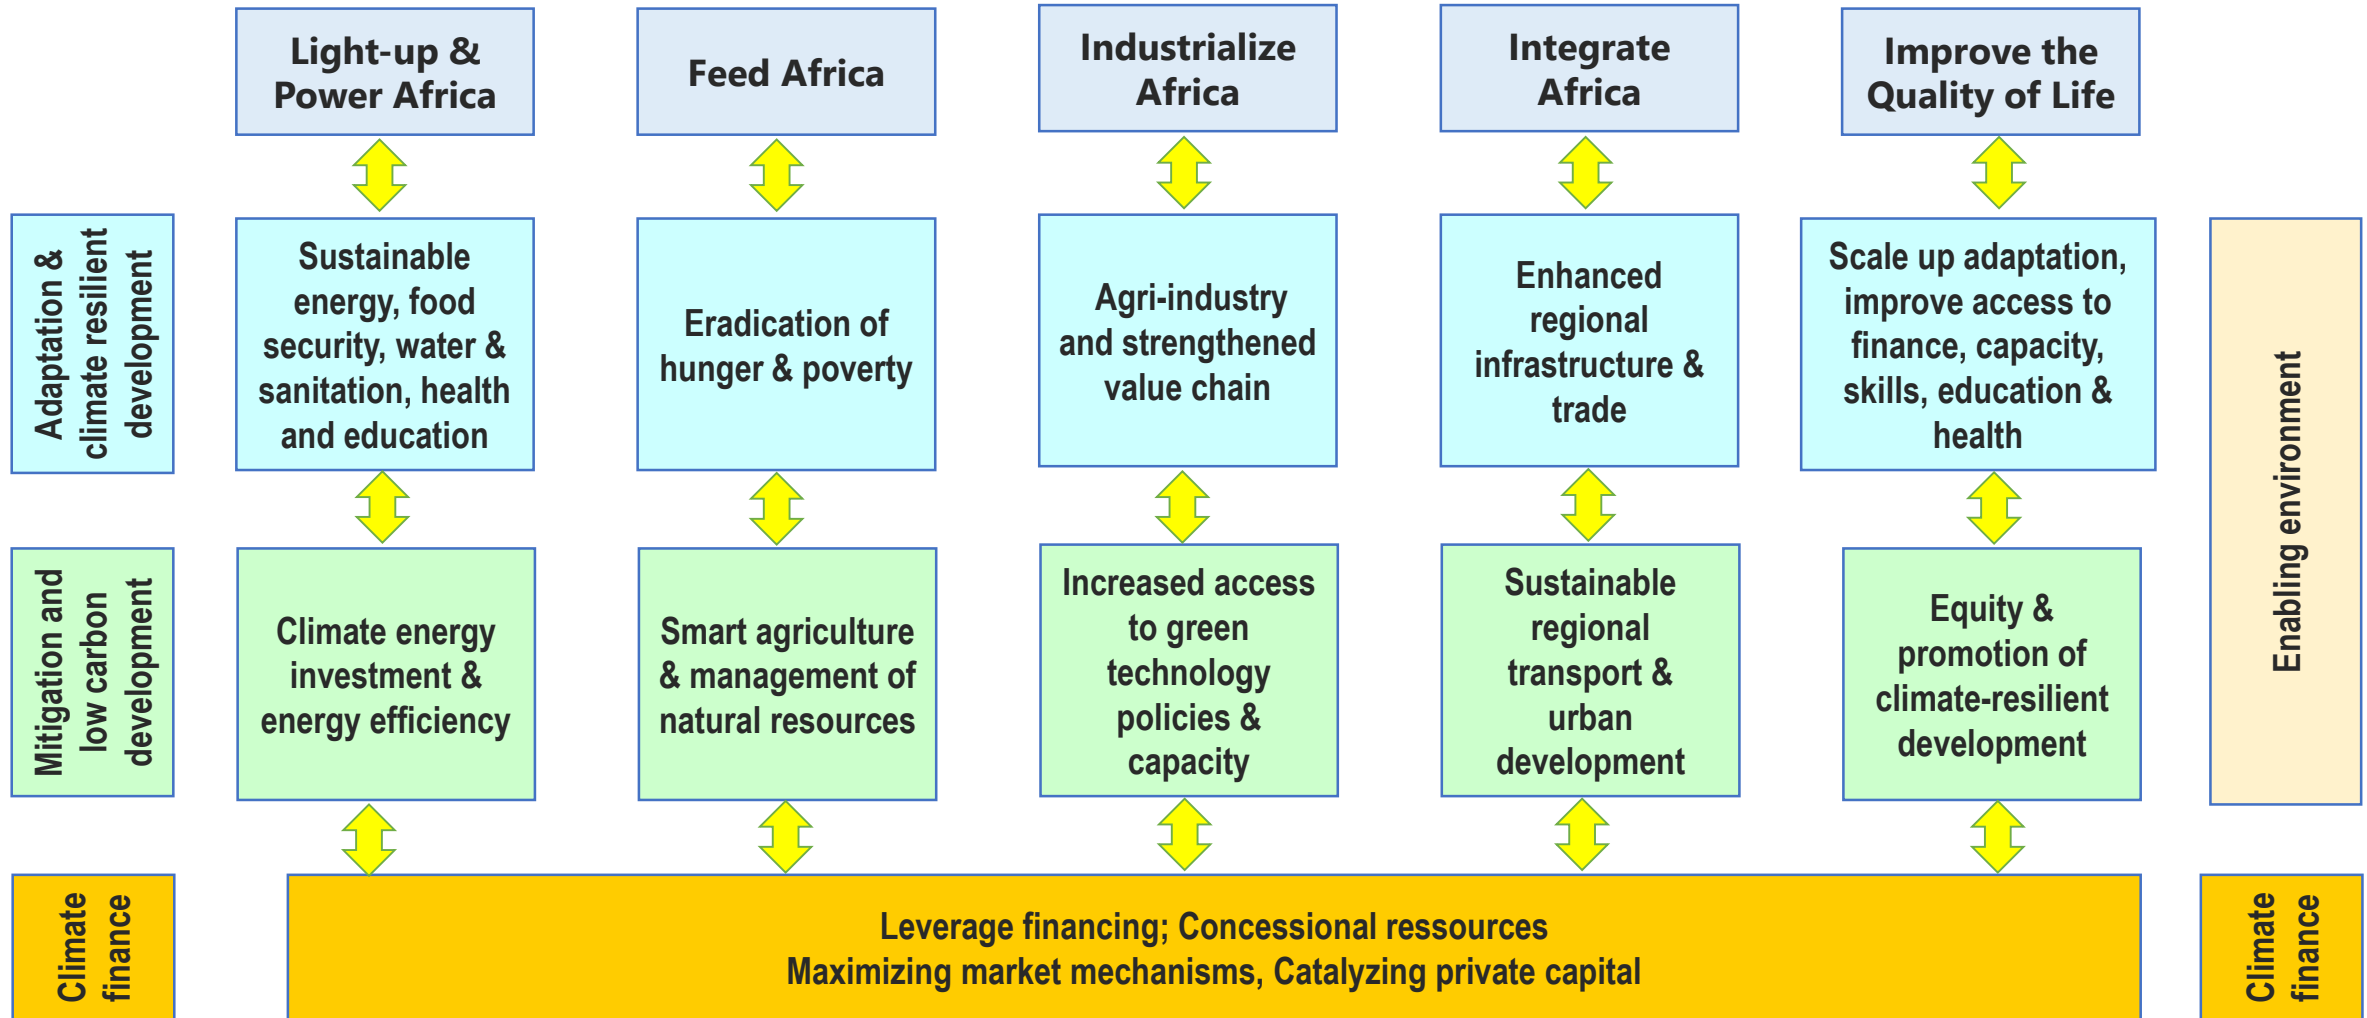 Light-up &
Power Africa
Feed Africa
Industrialize
Africa
Integrate
Africa
Improve the
Quality of Life
Adaptation &
climate resilient
development
Sustainable
energy, food
security, water &
sanitation, health
and education
Eradication of
hunger & poverty
Agri-industry
and strengthened
value chain
Enhanced
regional
infrastructure &
trade
Scale up adaptation,
improve access to
finance, capacity,
skills, education &
health
Enabling environment
Mitigation and
low carbon
development
Climate energy
investment &
energy efficiency
Smart agriculture
& management of
natural resources
Increased access
to green
technology
policies &
capacity
Sustainable
regional
transport &
urban
development
Equity &
promotion of
climate-resilient
development
Climate
finance
Leverage financing; Concessional ressources
Maximizing market mechanisms, Catalyzing private capital
Climate
finance